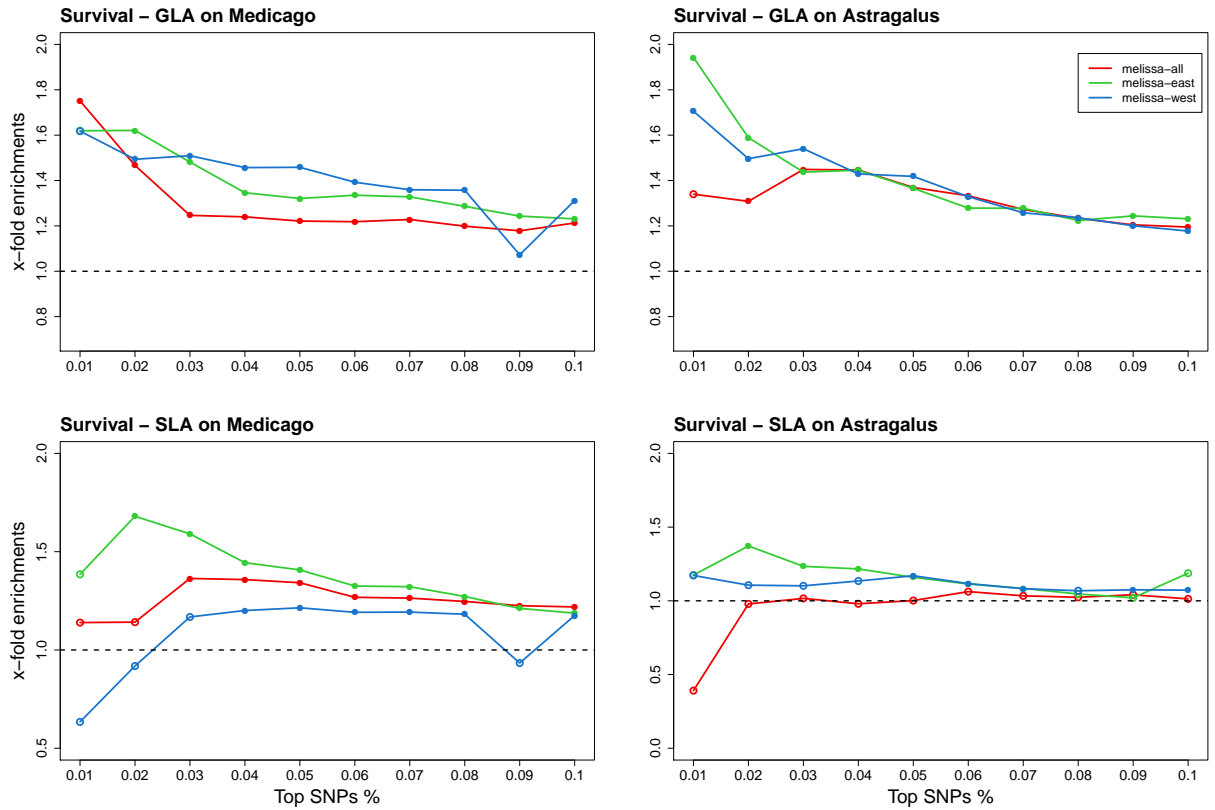 Survival − GLA on Medicago
x−fold enrichments
2.0
1.8
1.6
1.4
1.2
1.0
0.8
0.01 0.02 0.03 0.04 0.05 0.06 0.07 0.08 0.09 0.1
Survival − GLA on Astragalus
2.0
1.8
1.6
1.4
1.2
1.0
0.8
melissa−all
melissa−east
melissa−west
0.01 0.02 0.03 0.04 0.05 0.06 0.07 0.08 0.09 0.1
Survival − SLA on Medicago
x−fold enrichments
2.0
1.5
1.0
0.5
0.01 0.02 0.03 0.04 0.05 0.06 0.07 0.08 0.09 0.1
Top SNPs %
Survival − SLA on Astragalus
2.0
1.5
1.0
0.5
0.0
0.01 0.02 0.03 0.04 0.05 0.06 0.07 0.08 0.09 0.1
Top SNPs %